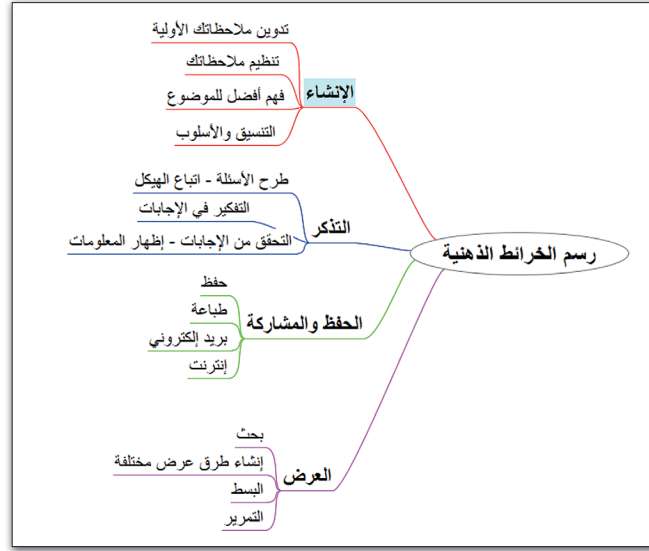 رسم الخرائط الذهنية
الإنشاء
تدوين ملاحظاتك الأولية
تنظيم ملاحظاتك
فهم أفضل للموضوع
التنسيق والأسلوب
التذكر
طرح الأسئلة - اتباع الهيكل
التفكير في الإجابات
التحقق من الإجابات - إظهار المعلومات
الحفظ والمشاركة
حفظ
طباعة
بريد إلكتروني
إنترنت
العرض
بحث
إنشاء طرق عرض مختلفة
البسط
التمرير